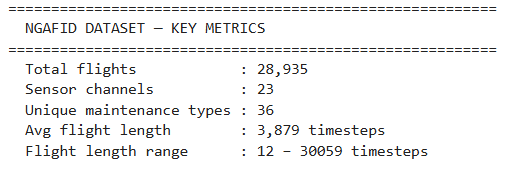 ============================================================
NGAFID DATASET — KEY METRICS
============================================================
Total flights : 28,935
Sensor channels : 23
Unique maintenance types : 36
Avg flight length : 3,879 timesteps
Flight length range : 12 – 30059 timesteps